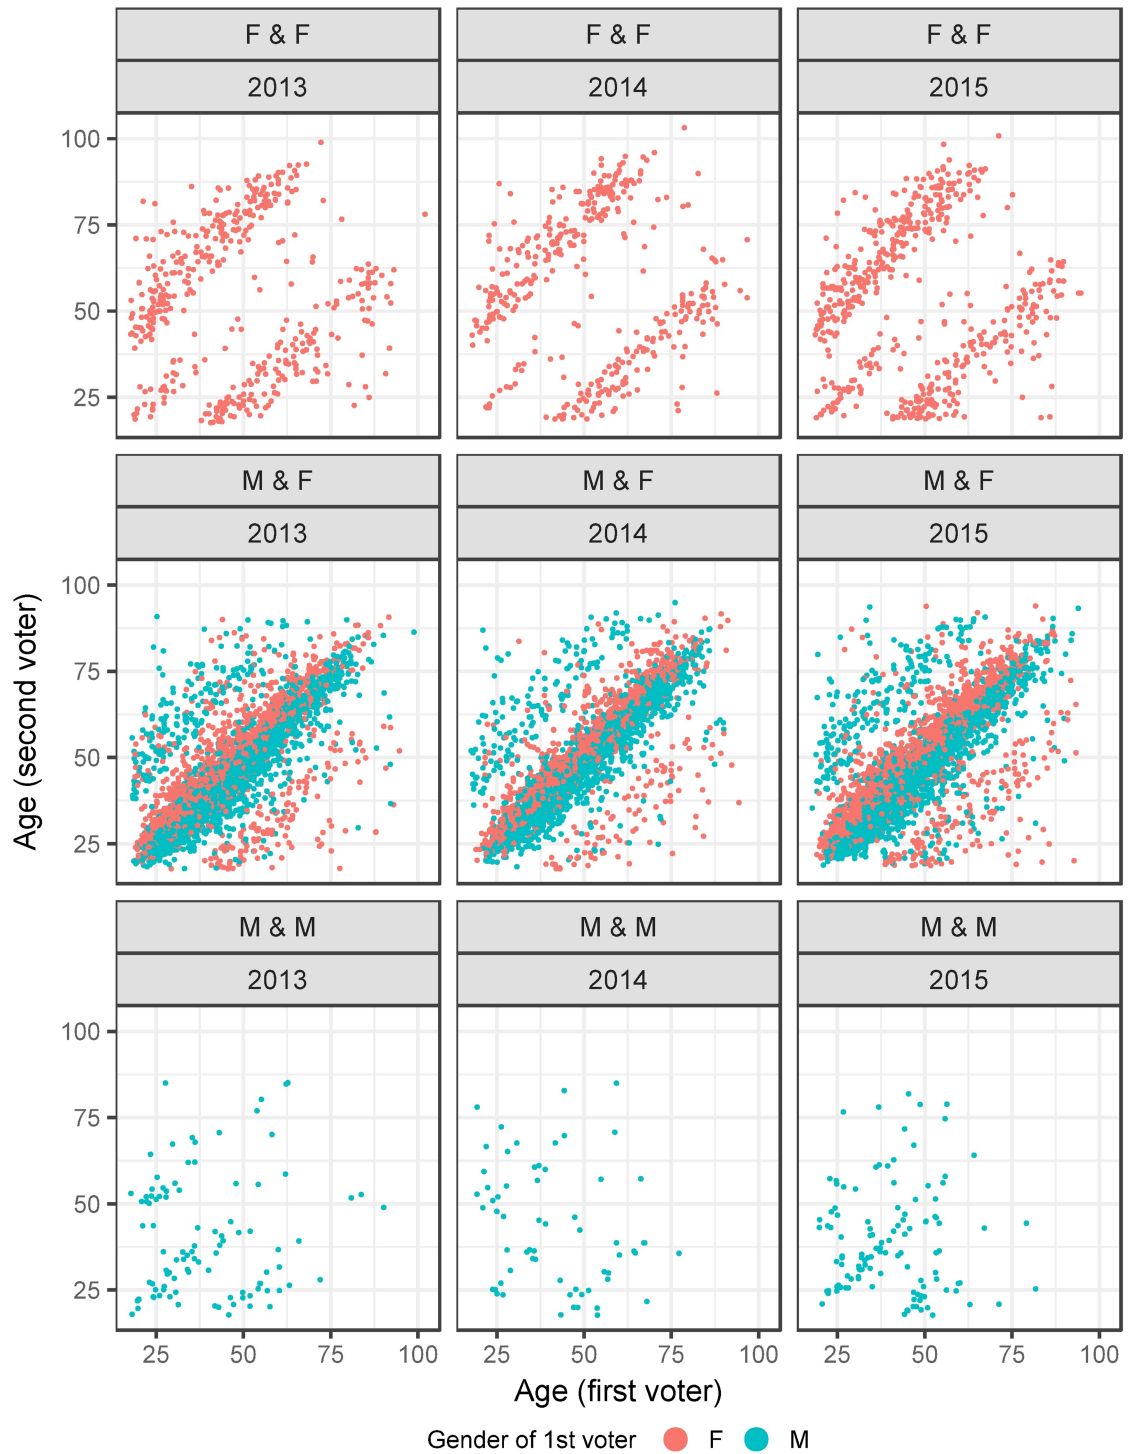 F & F F & F F & F
2013 2014 2015
100
75
50
25
M & F M & F M & F
2013 2014 2015
100
75
50
25
Age (second voter)
M & M M & M M & M
2013 2014 2015
100
75
50
25
25 50 75 100 25 50 75 100 25 50 75 100
Age (first voter)
Gender of 1st voter F M